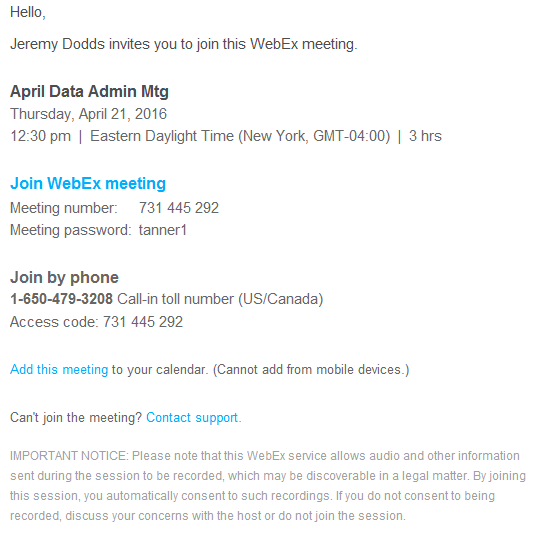 Hello,
Jeremy Dodds invites you to join this WebEx meeting.
April Data Admin Mtg
Thursday, April 21, 2016
12:30 pm | Eastern Daylight Time (New York, GMT-04:00) | 3 hrs
Join WebEx meeting
Meeting number: 731 445 292
Meeting password: tanner1
Join by phone
1-650-479-3208 Call-in toll number (US/Canada)
Access code: 731 445 292
Add this meeting to your calendar. (Cannot add from mobile devices.)
Can't join the meeting? Contact support.
IMPORTANT NOTICE: Please note that this WebEx service allows audio and other information
sent during the session to be recorded, which may be discoverable in a legal matter. By joining
this session, you automatically consent to such recordings. If you do not consent to being
recorded, discuss your concerns with the host or do not join the session.